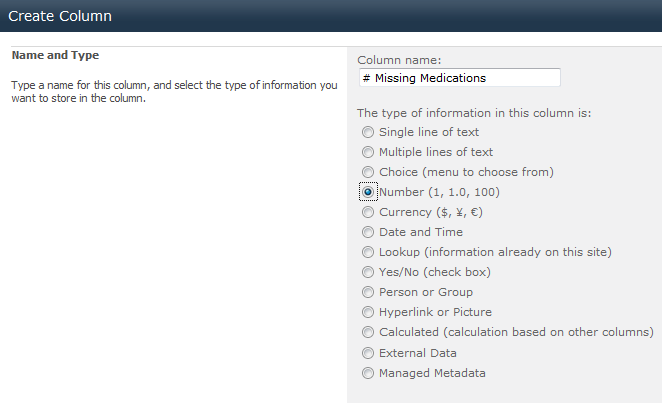 Create Column
Name and Type
Type a name for this column, and select the type of information you
want to store in the column.
Column name:
# Missing Medications
The type of information in this column is:
Single line of text
Multiple lines of text
Choice (menu to choose from)
Number (1, 1.0, 100)
Currency ($, ¥, €)
Date and Time
Lookup (information already on this site)
Yes/No (check box)
Person or Group
Hyperlink or Picture
Calculated (calculation based on other columns)
External Data
Managed Metadata